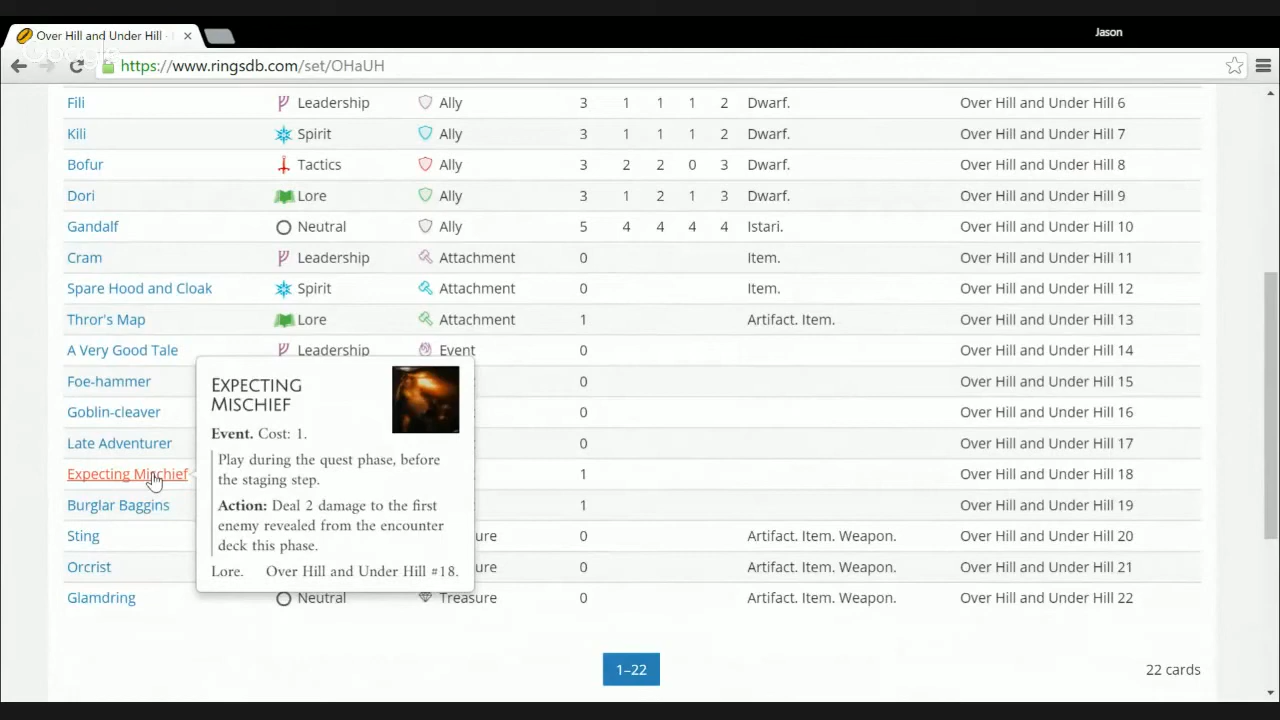 Over Hill and Under Hill ·
Jason
Google
https://www.ringsdb.com/set/OHaUH
Fili Leadership Ally 3 1 1 1 2 Dwarf. Over Hill and Under Hill 6
Kili Spirit Ally 3 1 1 1 2 Dwarf. Over Hill and Under Hill 7
Bofur Tactics Ally 3 2 2 0 3 Dwarf. Over Hill and Under Hill 8
Dori Lore Ally 3 1 2 1 3 Dwarf. Over Hill and Under Hill 9
Gandalf Neutral Ally 5 4 4 4 4 Istari. Over Hill and Under Hill 10
Cram Leadership Attachment 0 Item. Over Hill and Under Hill 11
Spare Hood and Cloak Spirit Attachment 0 Item. Over Hill and Under Hill 12
Thror's Map Lore Attachment 1 Artifact. Item. Over Hill and Under Hill 13
A Very Good Tale Leadership Event 0 Over Hill and Under Hill 14
Foe-hammer 0 Over Hill and Under Hill 15
Goblin-cleaver 0 Over Hill and Under Hill 16
Late Adventurer 0 Over Hill and Under Hill 17
Expecting Mischief 1 Over Hill and Under Hill 18
Burglar Baggins 1 Over Hill and Under Hill 19
Sting ure 0 Artifact. Item. Weapon. Over Hill and Under Hill 20
Orcrist ure 0 Artifact. Item. Weapon. Over Hill and Under Hill 21
Glamdring Neutral Treasure 0 Artifact. Item. Weapon. Over Hill and Under Hill 22
EXPECTING
MISCHIEF
Event. Cost: 1.
Play during the quest phase, before
the staging step.
Action: Deal 2 damage to the first
enemy revealed from the encounter
deck this phase.
Lore. Over Hill and Under Hill #18.
1–22
22 cards